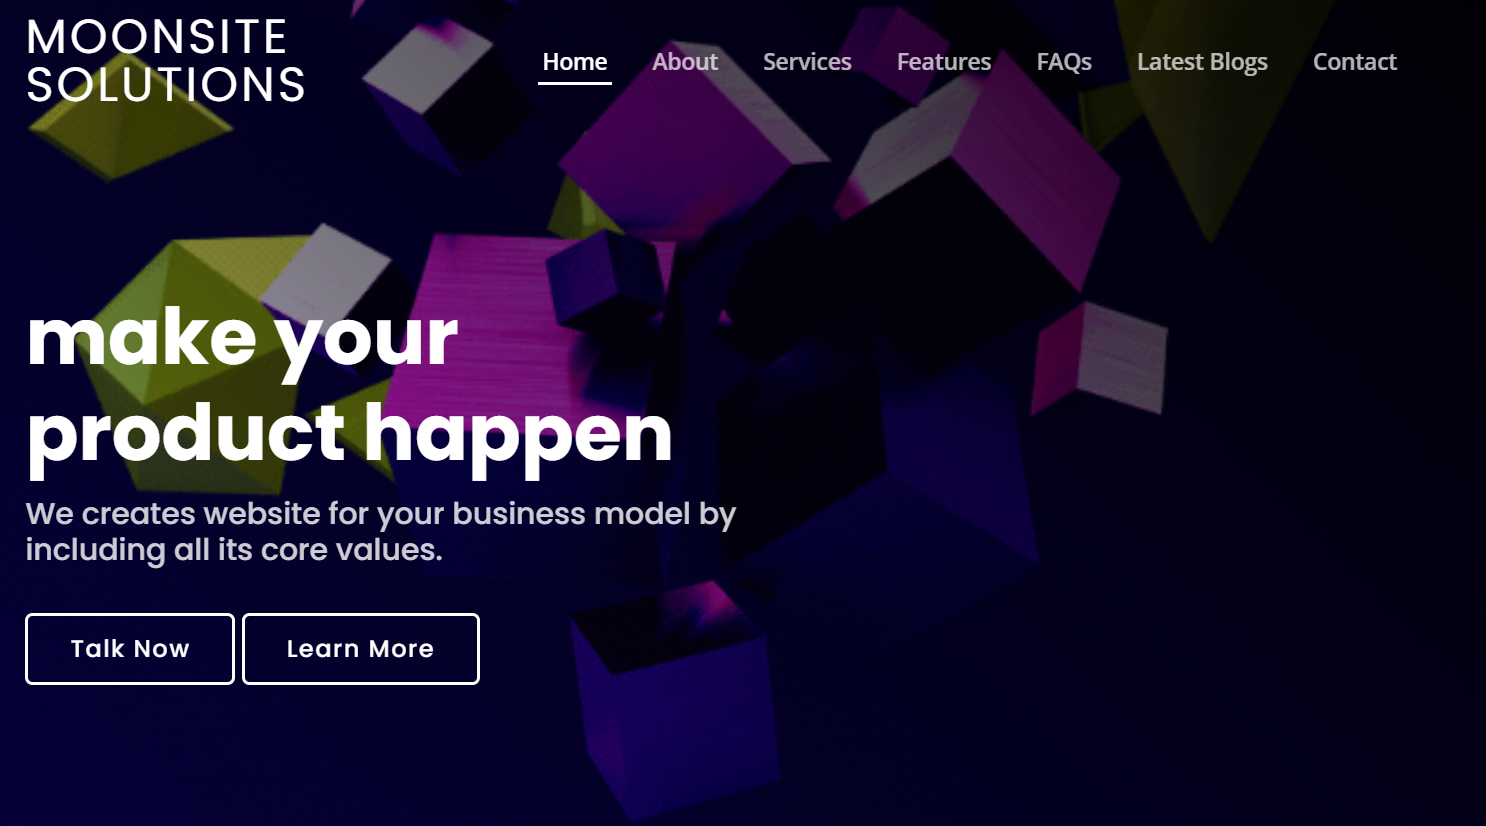 MOONSITE
SOLUTIONS
Home About Services Features FAQs Latest Blogs Contact
make your
product happen
We creates website for your business model by
including all its core values.
Talk Now Learn More